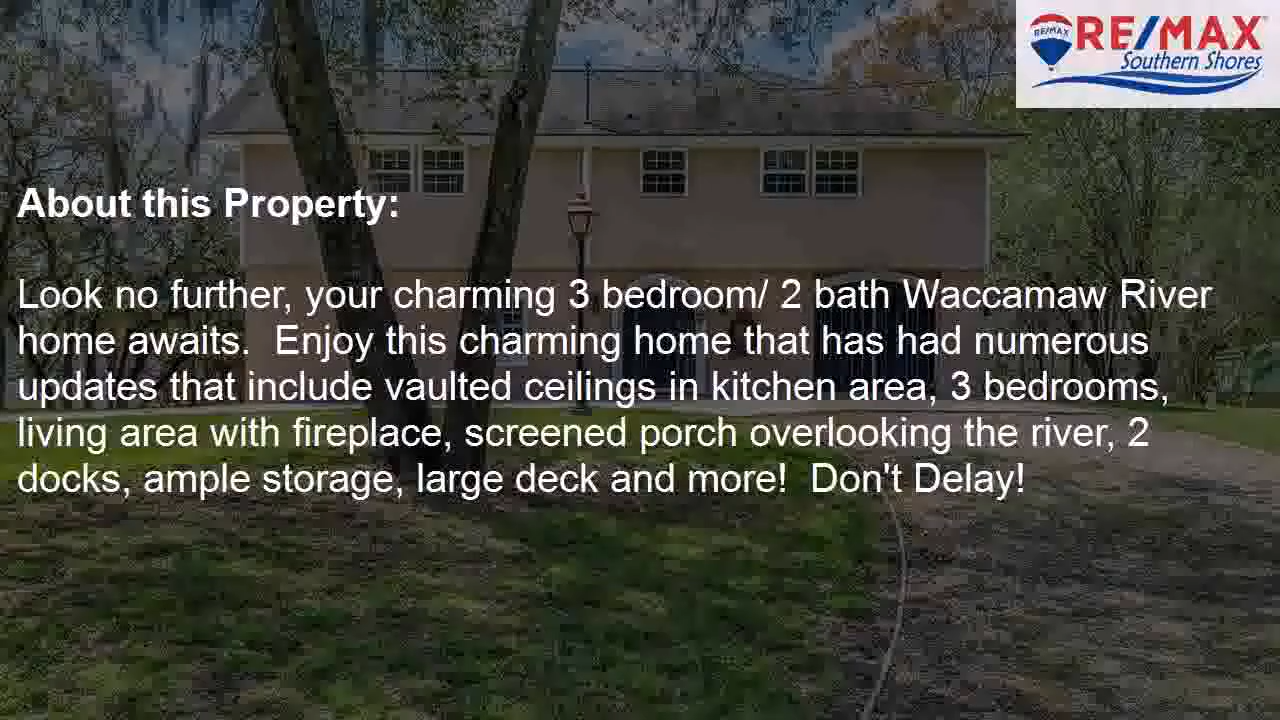 RE/MAX
RE/MAX
Southern Shores
About this Property:
Look no further, your charming 3 bedroom/ 2 bath Waccamaw River
home awaits.  Enjoy this charming home that has had numerous
updates that include vaulted ceilings in kitchen area, 3 bedrooms,
living area with fireplace, screened porch overlooking the river, 2
docks, ample storage, large deck and more!  Don't Delay!